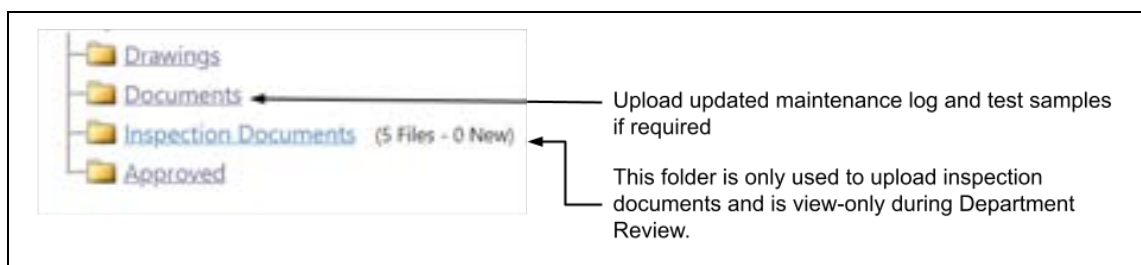 Drawings
Documents
Inspection Documents (5 Files - 0 New)
Approved
Upload updated maintenance log and test samples
if required
This folder is only used to upload inspection
documents and is view-only during Department
Review.